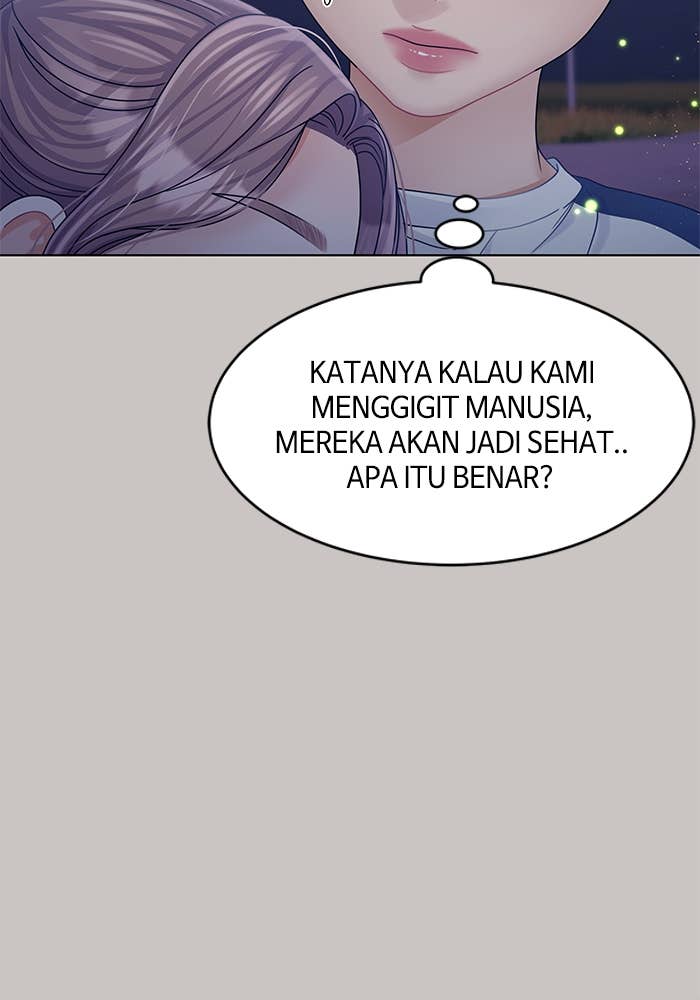 KATANYA KALAU KAMI
MENGGIGIT MANUSIA,
MEREKA AKAN JADI SEHAT..
APA ITU BENAR?